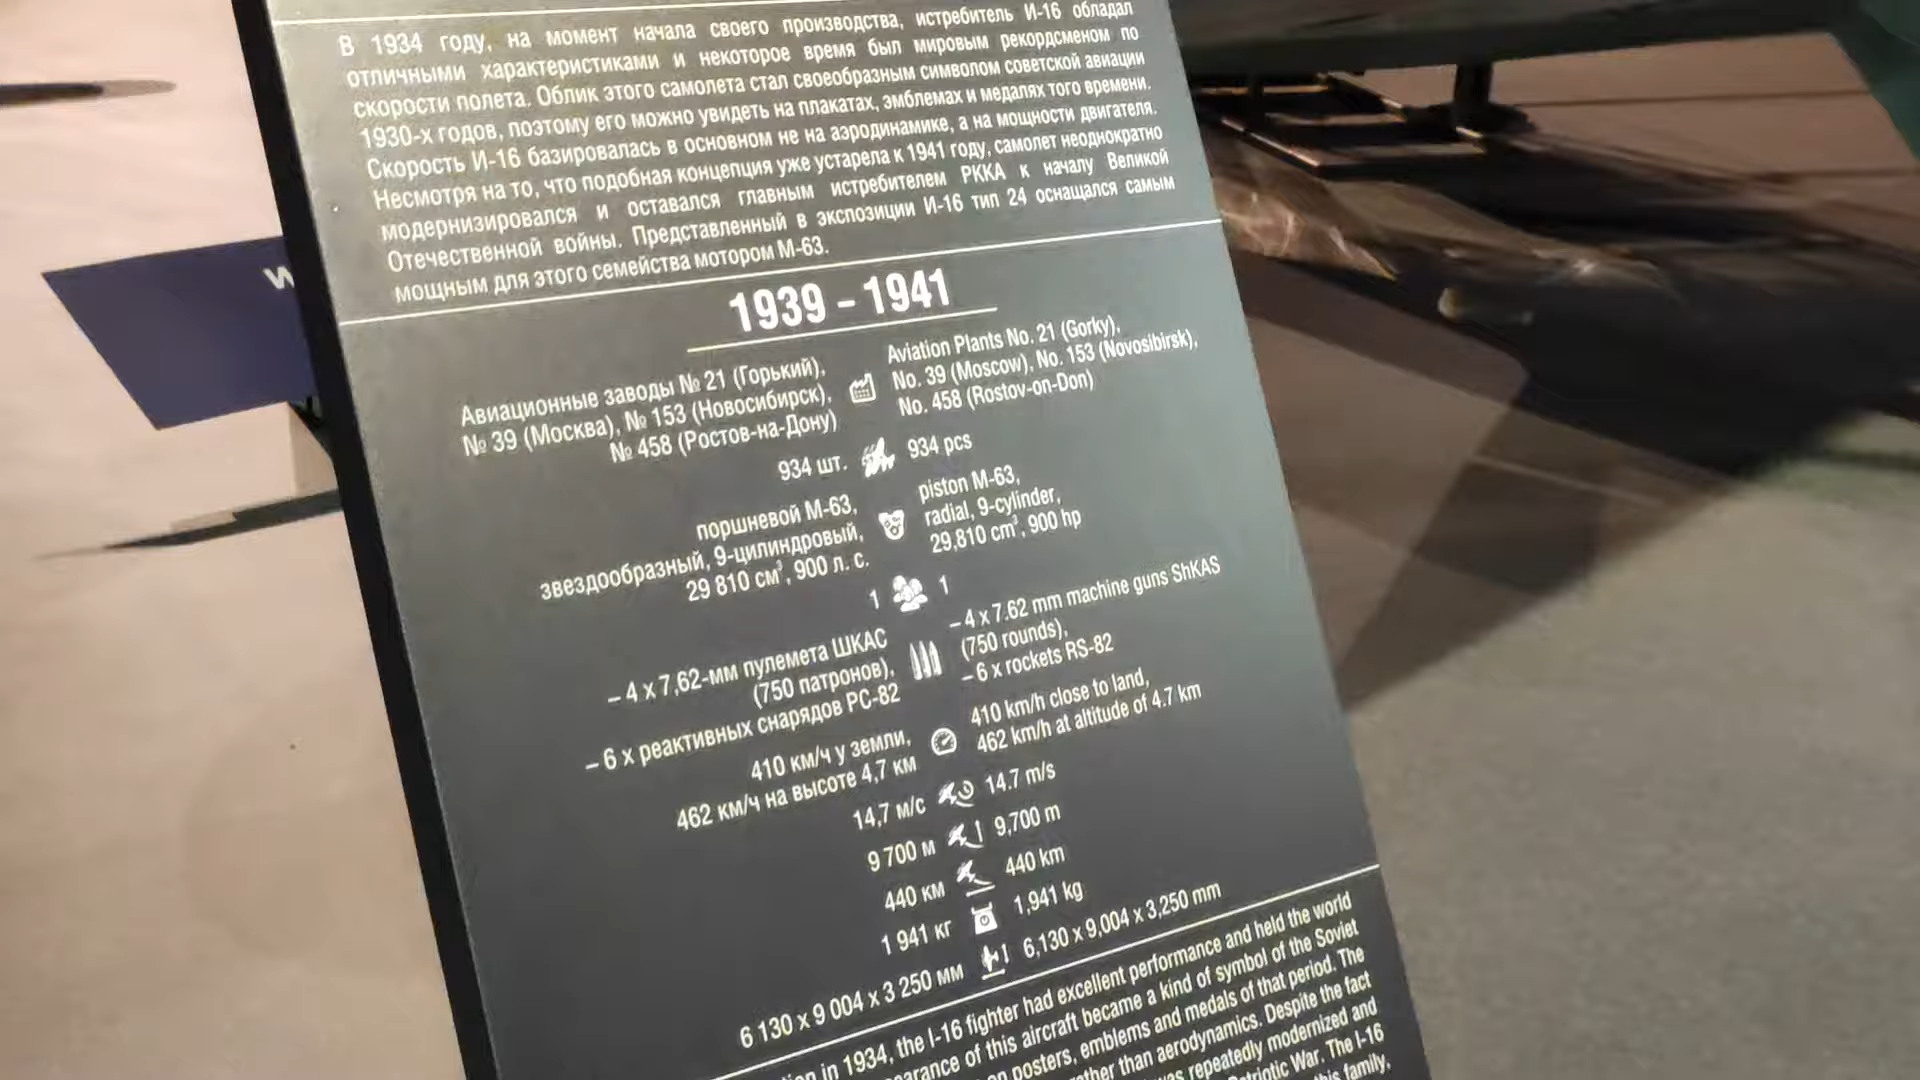 В 1934 году, на момент начала своего производства, истребитель И-16 обладал
отличными характеристиками и некоторое время был мировым рекордсменом по
скорости полета. Облик этого самолета стал своеобразным символом советской авиации
1930-х годов, поэтому его можно увидеть на плакатах, эмблемах и медалях того времени.
Скорость И-16 базировалась в основном не на аэродинамике, а на мощности двигателя.
Несмотря на то, что подобная концепция уже устарела к 1941 году, самолет неоднократно
модернизировался и оставался главным истребителем РККА к началу Великой
Отечественной войны. Представленный в экспозиции И-16 тип 24 оснащался самым
мощным для этого семейства мотором М-63.
W
1939 – 1941
Авиационные заводы № 21 (Горький),
№ 39 (Москва), № 153 (Новосибирск),
№ 458 (Ростов-на-Дону)
Aviation Plants No. 21 (Gorky),
No. 39 (Moscow), No. 153 (Novosibirsk),
No. 458 (Rostov-on-Don)
934 шт.
934 pcs
поршневой М-63,
звездообразный, 9-цилиндровый,
29 810 см³, 900 л. с.
piston M-63,
radial, 9-cylinder,
29,810 cm³, 900 hp
1
1
– 4 x 7,62-мм пулемета ШКАС
(750 патронов),
– 6 x реактивных снарядов РС-82
– 4 x 7.62 mm machine guns ShKAS
(750 rounds),
– 6 x rockets RS-82
410 км/ч у земли,
462 км/ч на высоте 4,7 км
410 km/h close to land,
462 km/h at altitude of 4.7 km
14,7 м/с
14.7 m/s
9 700 м
9,700 m
440 км
440 km
1 941 кг
1,941 kg
6 130 x 9 004 x 3 250 мм
6,130 x 9,004 x 3,250 mm
in 1934, the I-16 fighter had excellent performance and held the world
of this aircraft became a kind of symbol of the Soviet
on posters, emblems and medals of that period. The
than aerodynamics. Despite the fact
was repeatedly modernized and
Patriotic War. The I-16
this family,